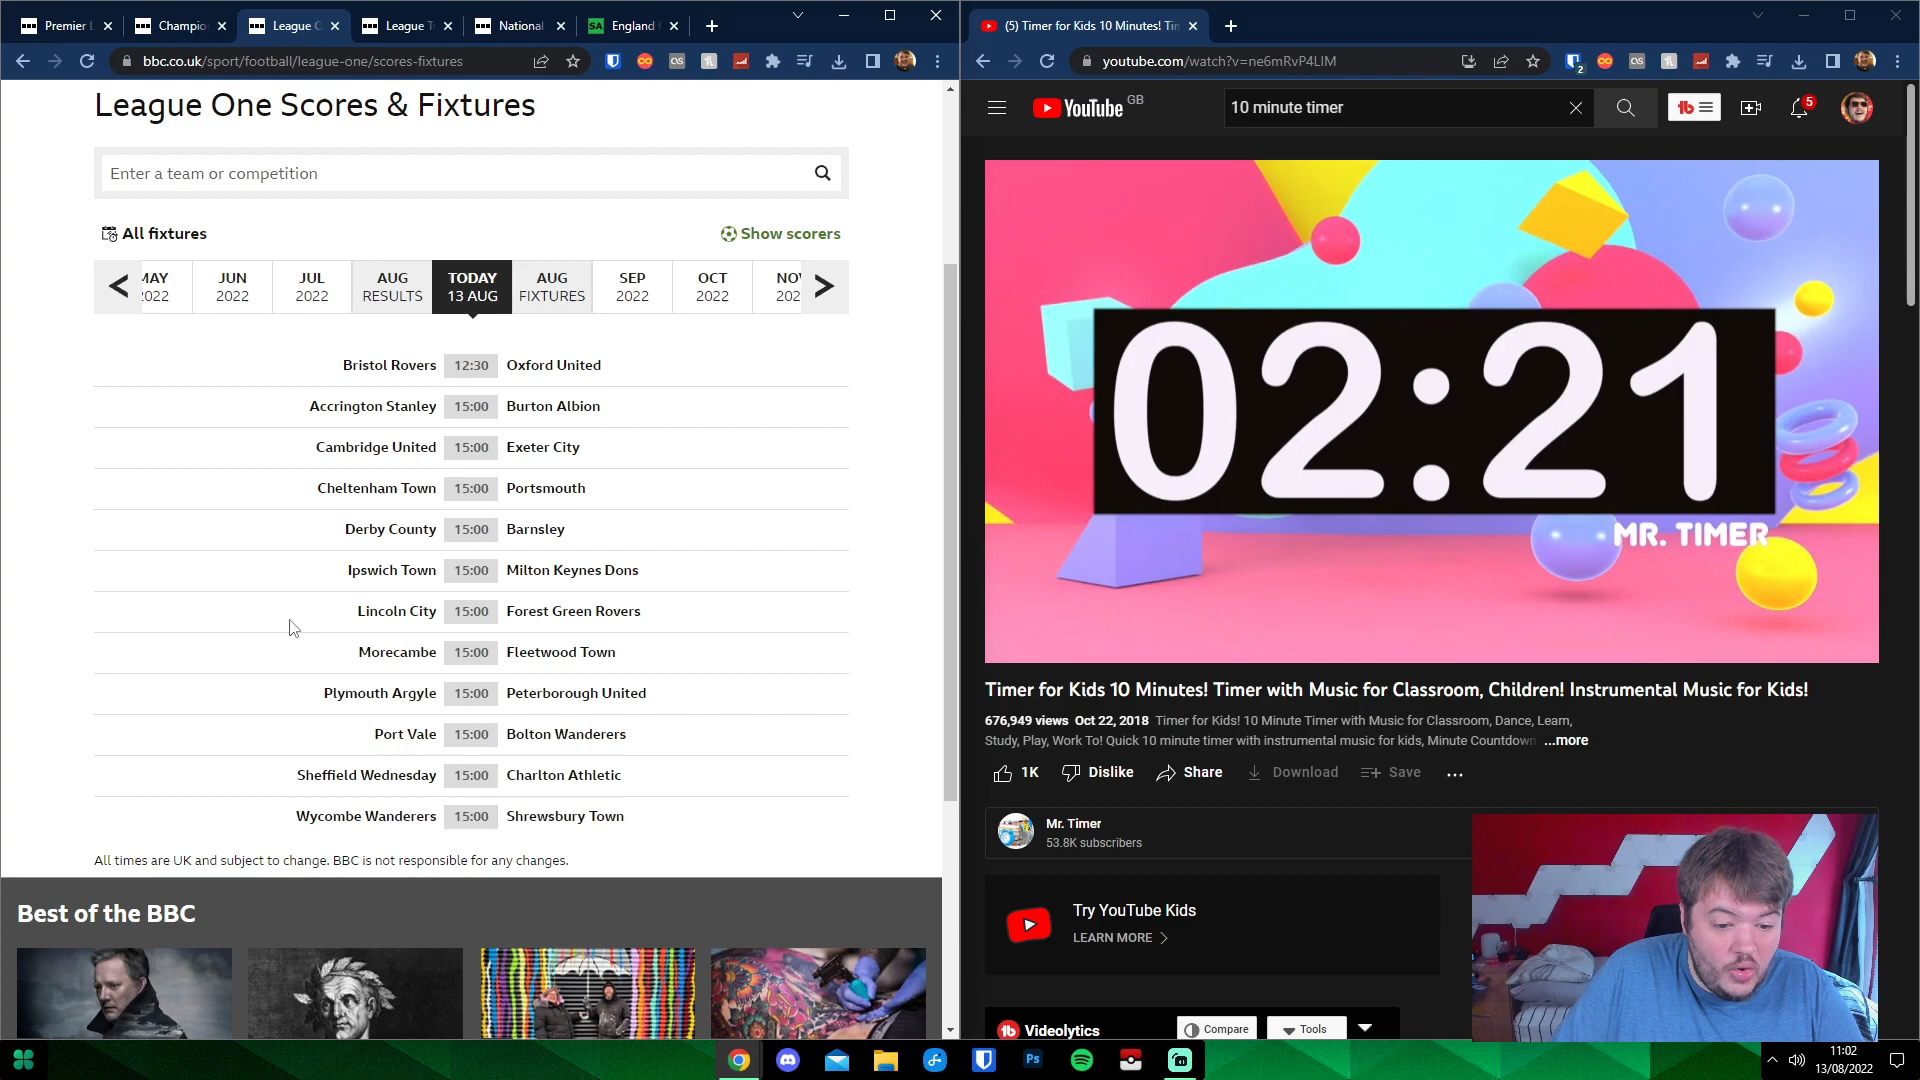 Premier L
Champio
League O
League T
National
SA
England f
bbc.co.uk/sport/football/league-one/scores-fixtures
League One Scores & Fixtures
Enter a team or competition
All fixtures
Show scorers
MAY 2022
JUN 2022
JUL 2022
AUG RESULTS
TODAY 13 AUG
AUG FIXTURES
SEP 2022
OCT 2022
NOV 202
Bristol Rovers 12:30 Oxford United
Accrington Stanley 15:00 Burton Albion
Cambridge United 15:00 Exeter City
Cheltenham Town 15:00 Portsmouth
Derby County 15:00 Barnsley
Ipswich Town 15:00 Milton Keynes Dons
Lincoln City 15:00 Forest Green Rovers
Morecambe 15:00 Fleetwood Town
Plymouth Argyle 15:00 Peterborough United
Port Vale 15:00 Bolton Wanderers
Sheffield Wednesday 15:00 Charlton Athletic
Wycombe Wanderers 15:00 Shrewsbury Town
All times are UK and subject to change. BBC is not responsible for any changes.
Best of the BBC
(5) Timer for Kids 10 Minutes! Tim
youtube.com/watch?v=ne6mRvP4LIM
2
YouTube GB
10 minute timer
5
02:21
MR. TIMER
Timer for Kids 10 Minutes! Timer with Music for Classroom, Children! Instrumental Music for Kids!
676,949 views Oct 22, 2018 Timer for Kids! 10 Minute Timer with Music for Classroom, Dance, Learn,
Study, Play, Work To! Quick 10 minute timer with instrumental music for kids, Minute Countdown ...more
1K
Dislike
Share
Download
Save
...
Mr. Timer
53.8K subscribers
Try YouTube Kids
LEARN MORE
Videolytics
Compare
Tools
Ps
11:02
13/08/2022